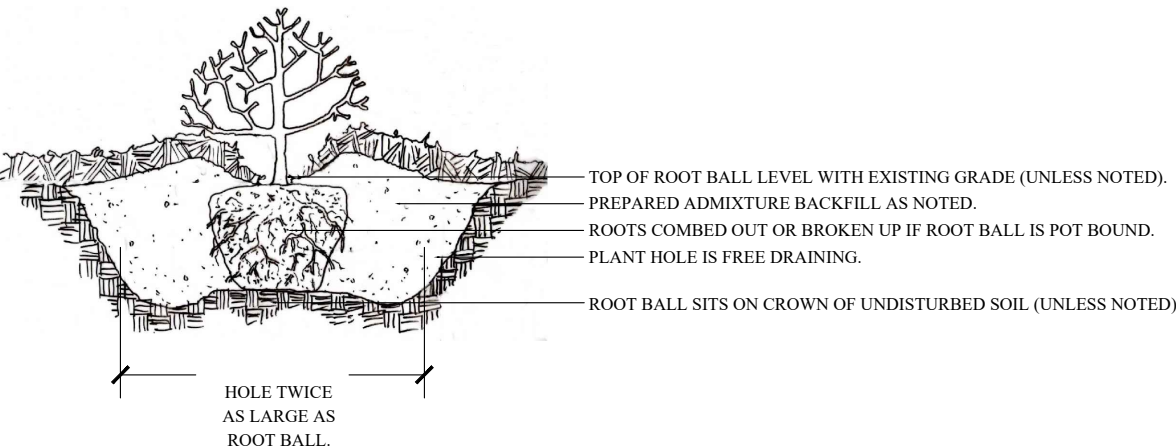 TOP OF ROOT BALL LEVEL WITH EXISTING GRADE (UNLESS NOTED).
PREPARED ADMIXTURE BACKFILL AS NOTED.
ROOTS COMBED OUT OR BROKEN UP IF ROOT BALL IS POT BOUND.
PLANT HOLE IS FREE DRAINING.
ROOT BALL SITS ON CROWN OF UNDISTURBED SOIL (UNLESS NOTED)
HOLE TWICE
AS LARGE AS
ROOT BALL.